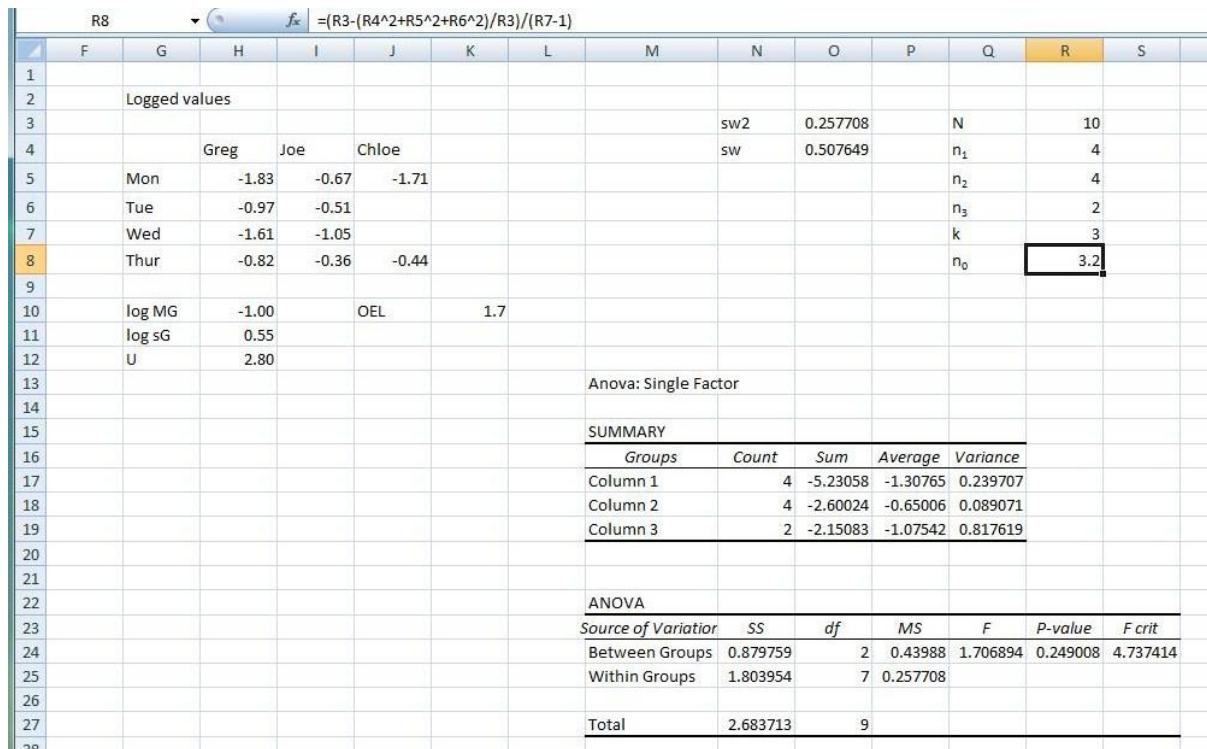 R8 fx =(R3-(R4^2+R5^2+R6^2)/R3)/(R7-1)
F G H I J K L M N O P Q R S
1
2 Logged values
3 sw2 0.257708 N 10
4 Greg Joe Chloe sw 0.507649 n1 4
5 Mon -1.83 -0.67 -1.71 n2 4
6 Tue -0.97 -0.51 n3 2
7 Wed -1.61 -1.05 k 3
8 Thur -0.82 -0.36 -0.44 n0 3.2
9
10 log MG -1.00 OEL 1.7
11 log sG 0.55
12 U 2.80
13 Anova: Single Factor
14
15 SUMMARY
16 Groups Count Sum Average Variance
17 Column 1 4 -5.23058 -1.30765 0.239707
18 Column 2 4 -2.60024 -0.65006 0.089071
19 Column 3 2 -2.15083 -1.07542 0.817619
20
21
22 ANOVA
23 Source of Variation SS df MS F P-value F crit
24 Between Groups 0.879759 2 0.43988 1.706894 0.249008 4.737414
25 Within Groups 1.803954 7 0.257708
26
27 Total 2.683713 9
28